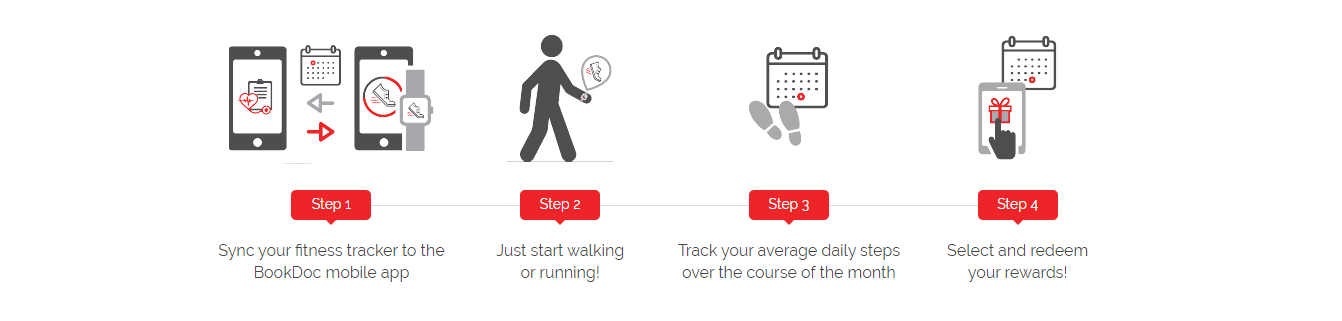 Step 1
Sync your fitness tracker to the
BookDoc mobile app
Step 2
Just start walking
or running!
Step 3
Track your average daily steps
over the course of the month
Step 4
Select and redeem
your rewards!